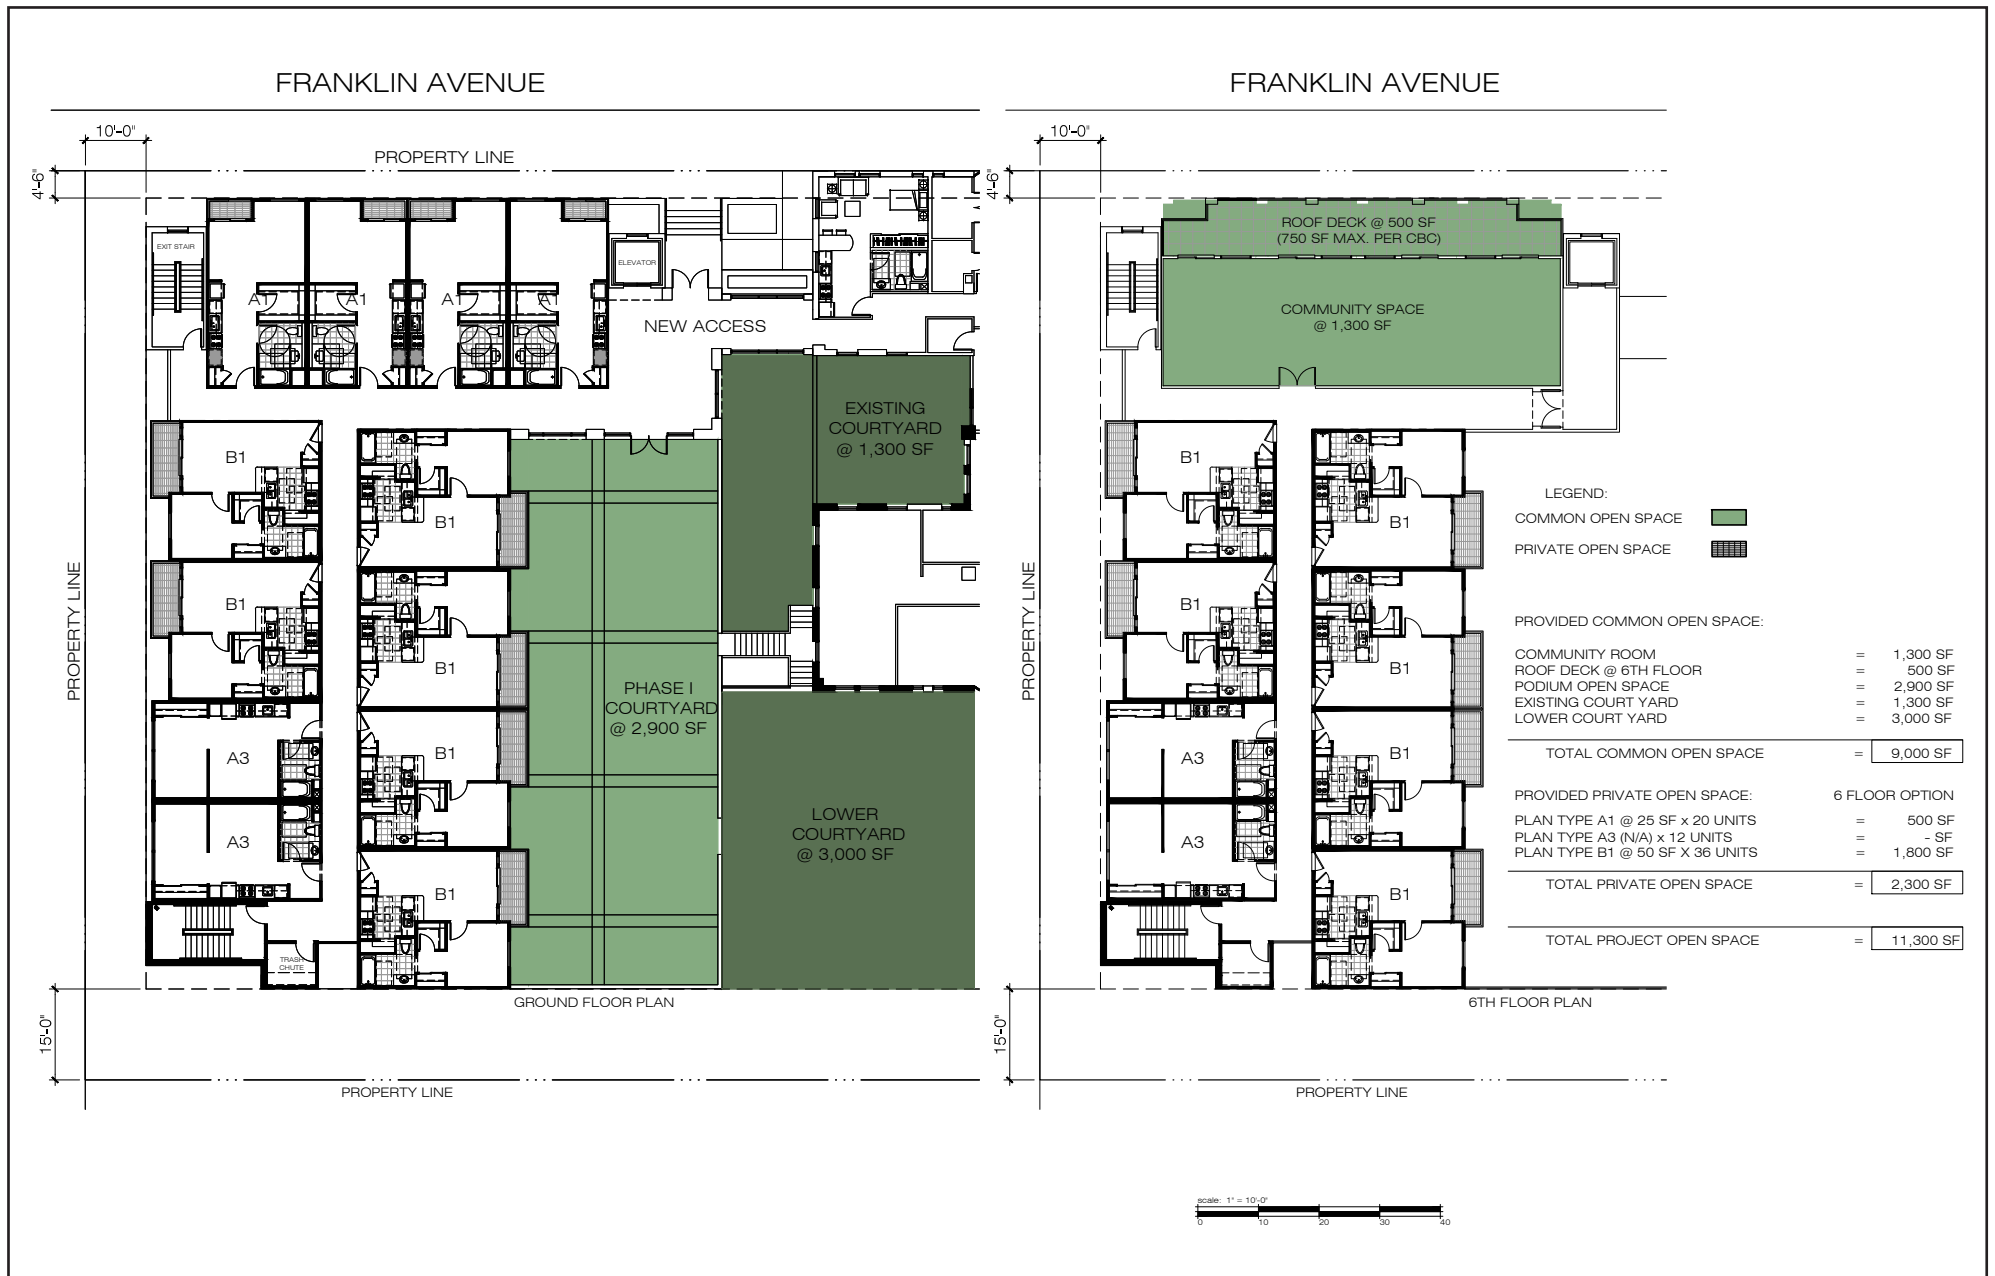 FRANKLIN AVENUE
10'-0"
PROPERTY LINE
4'-6"
EXIT STAIR
ELEVATOR
A1
A1
A1
A1
NEW ACCESS
EXISTING
COURTYARD
@ 1,300 SF
B1
B1
B1
B1
PROPERTY LINE
PHASE I
COURTYARD
@ 2,900 SF
A3
B1
LOWER
COURTYARD
@ 3,000 SF
A3
B1
TRASH
CHUTE
GROUND FLOOR PLAN
15'-0"
PROPERTY LINE
FRANKLIN AVENUE
10'-0"
4'-6"
ROOF DECK @ 500 SF
(750 SF MAX. PER CBC)
COMMUNITY SPACE
@ 1,300 SF
B1
B1
B1
B1
PROPERTY LINE
A3
B1
A3
B1
6TH FLOOR PLAN
15'-0"
PROPERTY LINE
LEGEND:
COMMON OPEN SPACE
PRIVATE OPEN SPACE
PROVIDED COMMON OPEN SPACE:
COMMUNITY ROOM = 1,300 SF
ROOF DECK @ 6TH FLOOR = 500 SF
PODIUM OPEN SPACE = 2,900 SF
EXISTING COURT YARD = 1,300 SF
LOWER COURT YARD = 3,000 SF
TOTAL COMMON OPEN SPACE = 9,000 SF
PROVIDED PRIVATE OPEN SPACE: 6 FLOOR OPTION
PLAN TYPE A1 @ 25 SF x 20 UNITS = 500 SF
PLAN TYPE A3 (N/A) x 12 UNITS = - SF
PLAN TYPE B1 @ 50 SF X 36 UNITS = 1,800 SF
TOTAL PRIVATE OPEN SPACE = 2,300 SF
TOTAL PROJECT OPEN SPACE = 11,300 SF
scale: 1" = 10'-0"
0 10 20 30 40